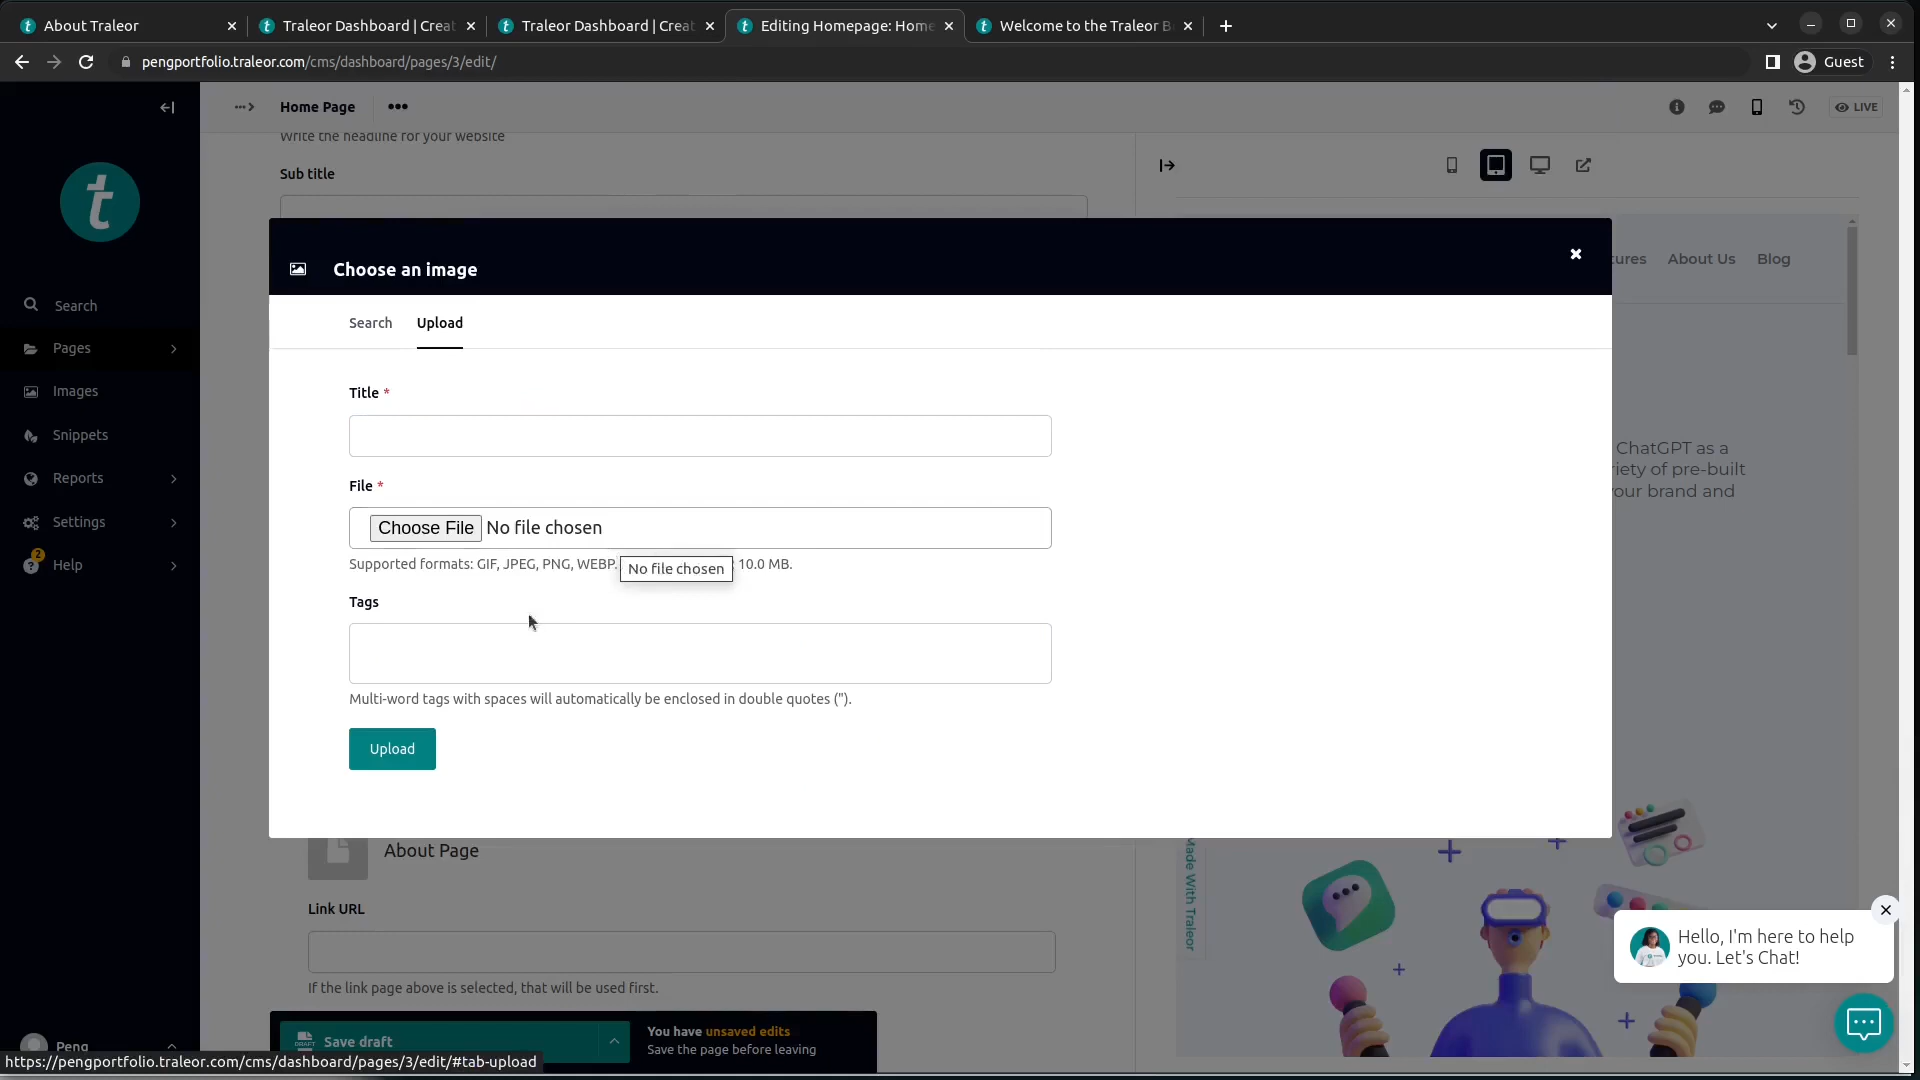 About Traleor
Traleor Dashboard | Creat
Traleor Dashboard | Creat
Editing Homepage: Home
Welcome to the Traleor B
pengportfolio.traleor.com/cms/dashboard/pages/3/edit/
Guest
Home Page
LIVE
Write the headline for your website
Sub title
t
Search
Pages
Images
Snippets
Reports
Settings
2
Help
Peng
Choose an image
Search
Upload
Title *
File *
Choose File No file chosen
Supported formats: GIF, JPEG, PNG, WEBP. 10.0 MB.
No file chosen
Tags
Multi-word tags with spaces will automatically be enclosed in double quotes (").
Upload
About Page
Link URL
If the link page above is selected, that will be used first.
DRAFT
Save draft
You have unsaved edits
Save the page before leaving
tures
About Us
Blog
ChatGPT as a
riety of pre-built
your brand and
Made With Traleor
Hello, I'm here to help
you. Let's Chat!
https://pengportfolio.traleor.com/cms/dashboard/pages/3/edit/#tab-upload